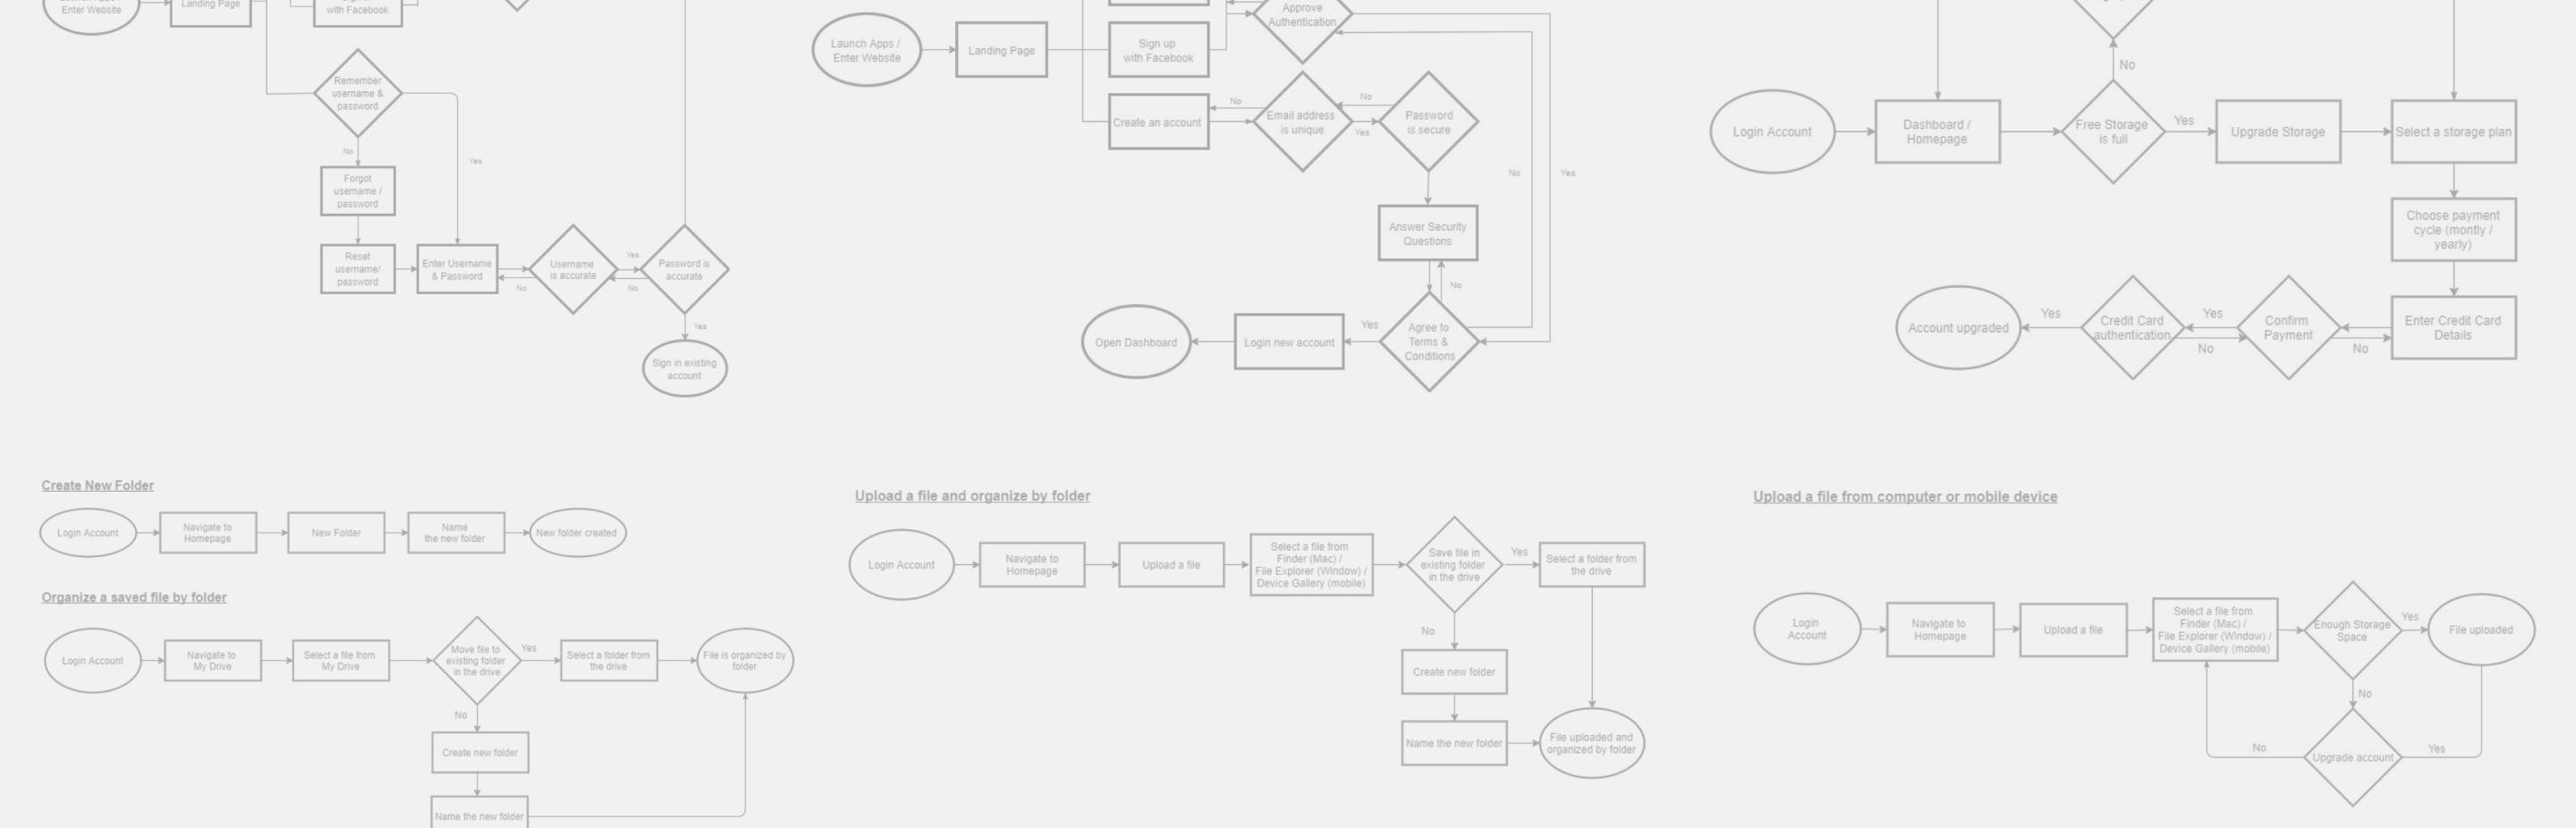 Enter Website
Landing Page
with Facebook
Remember
username &
password
No
Yes
Forgot
username /
password
Reset
username/
password
Enter Username
& Password
Username
is accurate
Yes
No
Password is
accurate
Yes
No
Sign in existing
account
Launch Apps /
Enter Website
Landing Page
Sign up
with Facebook
Approve
Authentication
Create an account
No
Email address
is unique
No
Yes
Password
is secure
No
Yes
Answer Security
Questions
No
Agree to
Terms &
Conditions
Yes
Login new account
Open Dashboard
No
Login Account
Dashboard /
Homepage
Free Storage
is full
Yes
Upgrade Storage
Select a storage plan
Choose payment
cycle (montly /
yearly)
Enter Credit Card
Details
No
Confirm
Payment
Yes
No
Credit Card
authentication
Yes
Account upgraded
Create New Folder
Login Account
Navigate to
Homepage
New Folder
Name
the new folder
New folder created
Organize a saved file by folder
Login Account
Navigate to
My Drive
Select a file from
My Drive
Move file to
existing folder
in the drive
Yes
Select a folder from
the drive
File is organized by
folder
No
Create new folder
Name the new folder
Upload a file and organize by folder
Login Account
Navigate to
Homepage
Upload a file
Select a file from
Finder (Mac) /
File Explorer (Window) /
Device Gallery (mobile)
Save file in
existing folder
in the drive
Yes
Select a folder from
the drive
No
Create new folder
Name the new folder
File uploaded and
organized by folder
Upload a file from computer or mobile device
Login
Account
Navigate to
Homepage
Upload a file
Select a file from
Finder (Mac) /
File Explorer (Window) /
Device Gallery (mobile)
Enough Storage
Space
Yes
File uploaded
No
No
Upgrade account
Yes